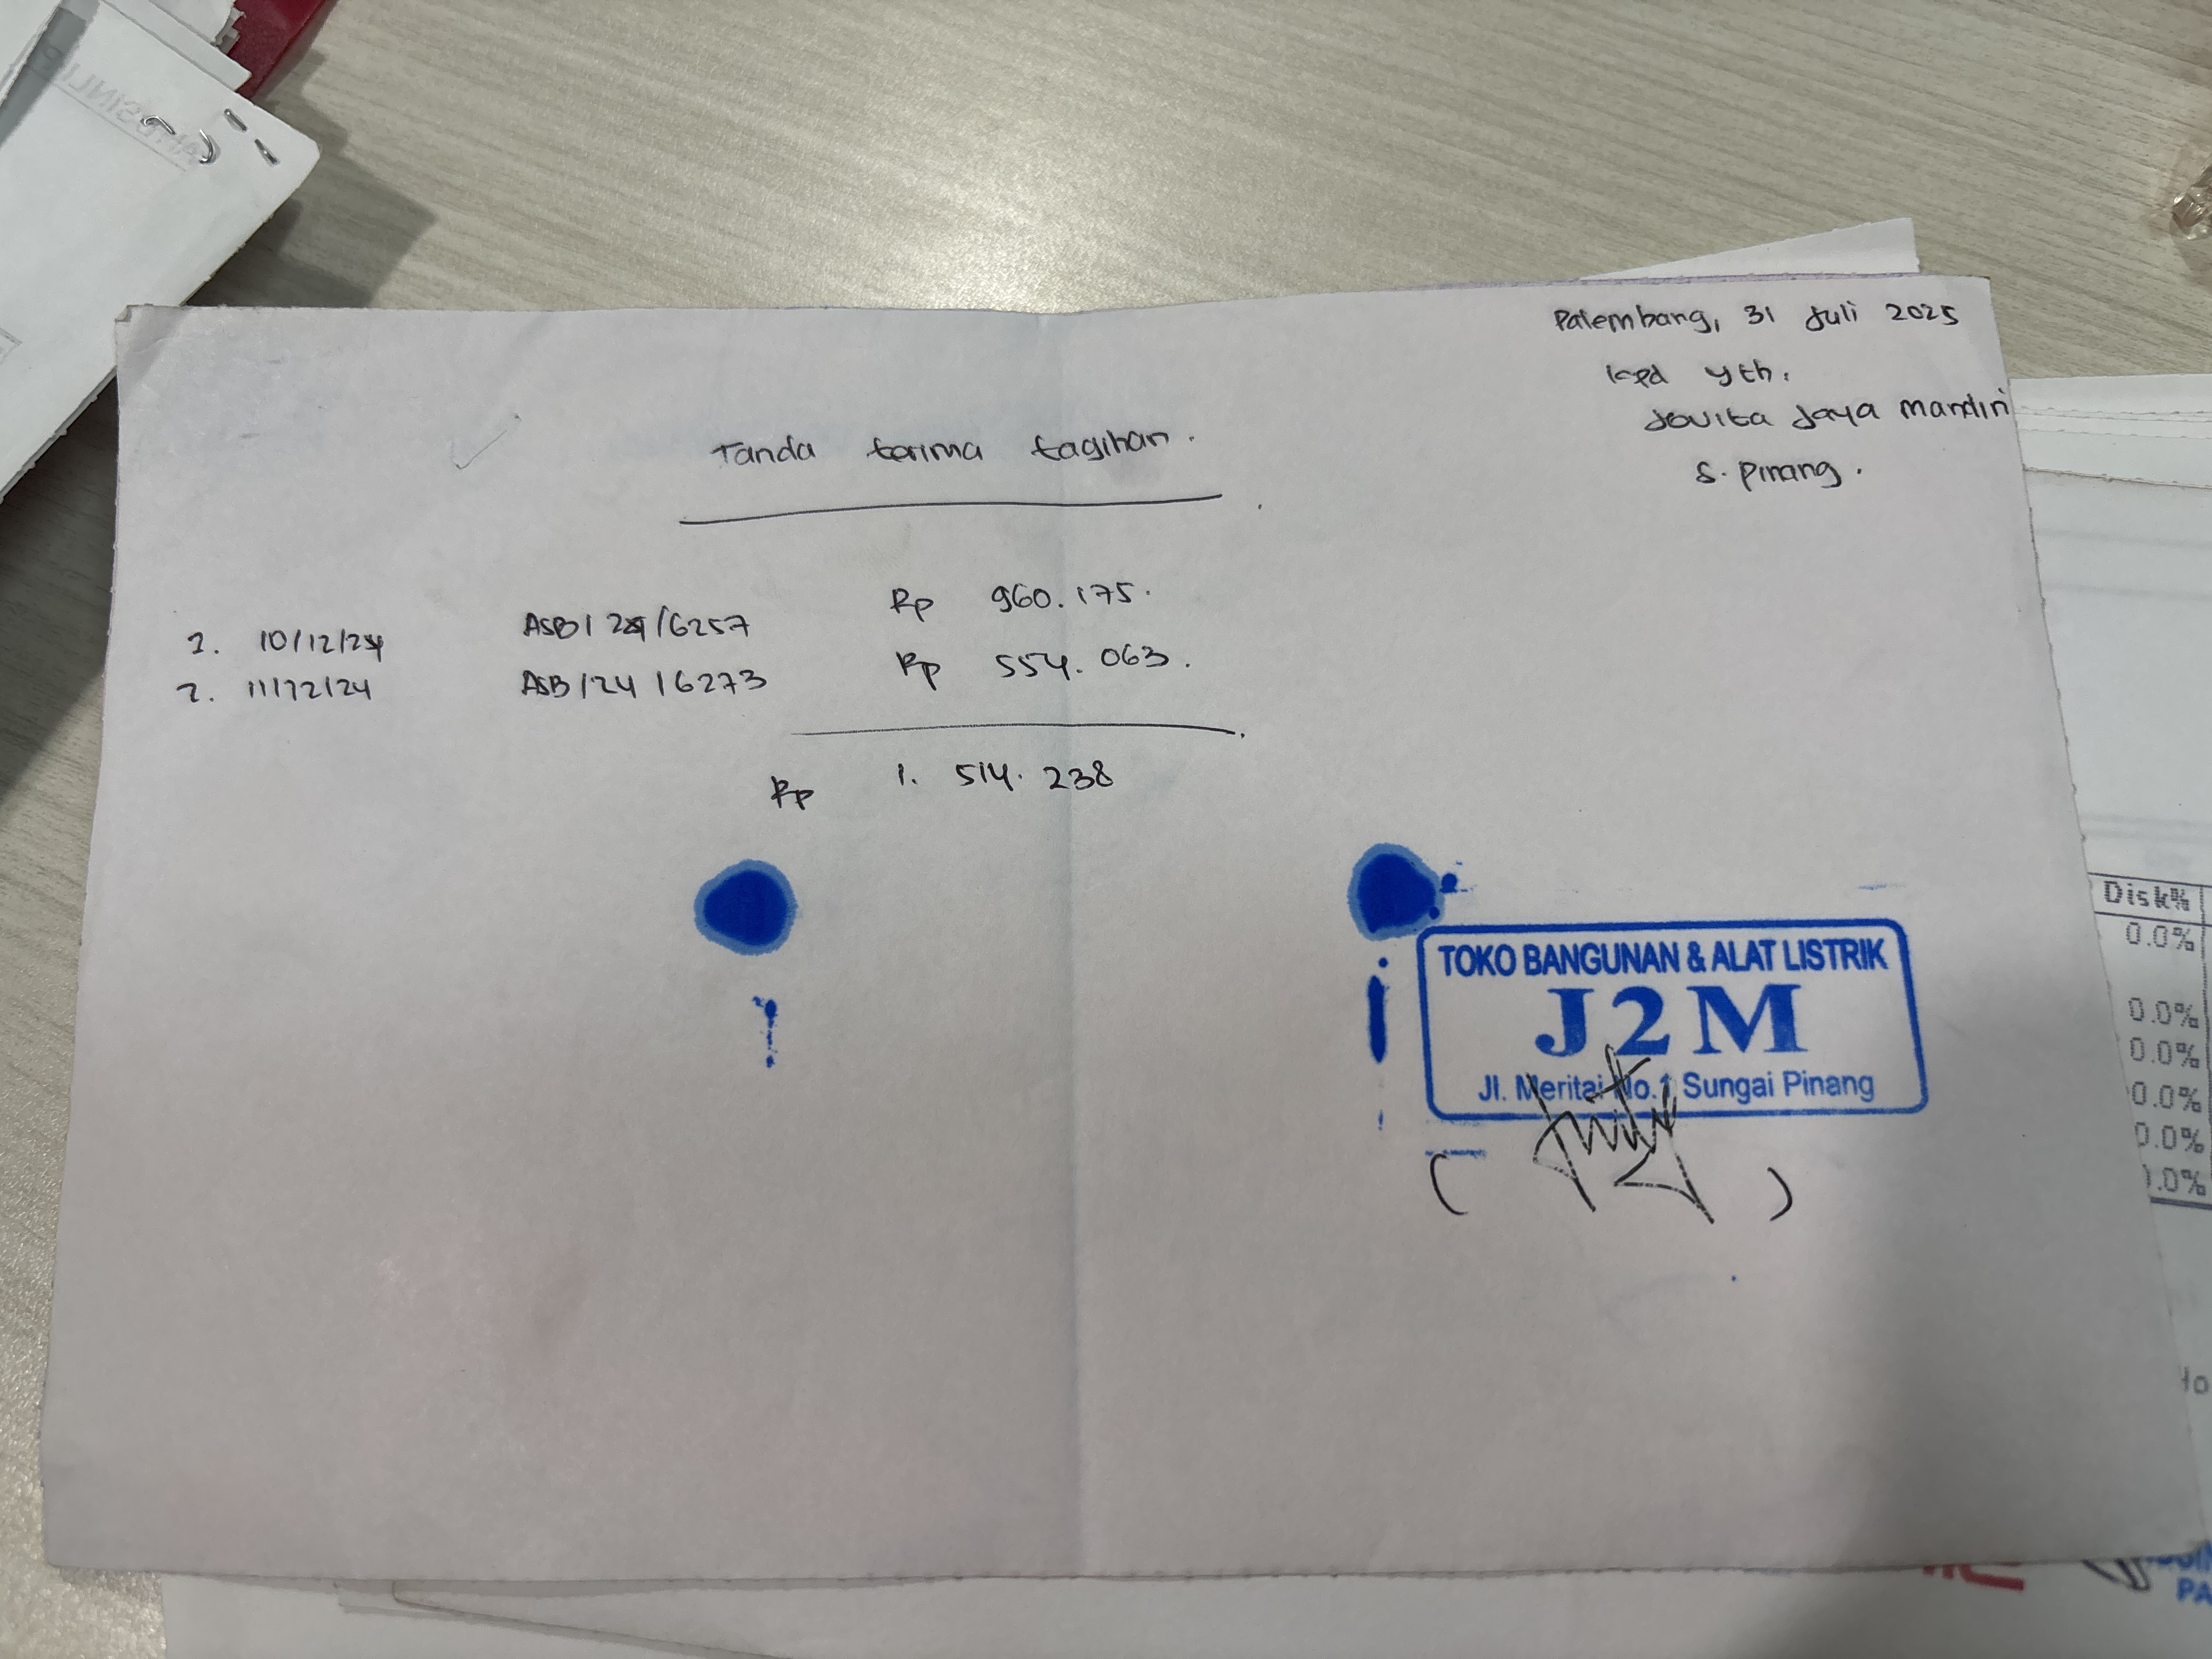 Palembang, 31 Juli 2025
kpd yth.
Jovita Jaya Mandiri
S. Pinang.
Tanda terima tagihan.
1. 10/12/24 ASB/24/6257 Rp 960.175.
2. 11/12/24 ASB/24/6273 Rp 554.063.
Rp 1.514.238
TOKO BANGUNAN & ALAT LISTRIK
J2M
Jl. Meritai No.1 Sungai Pinang
( )
Disk%
0.0%
0.0%
0.0%
0.0%
0.0%
0.0%
PA